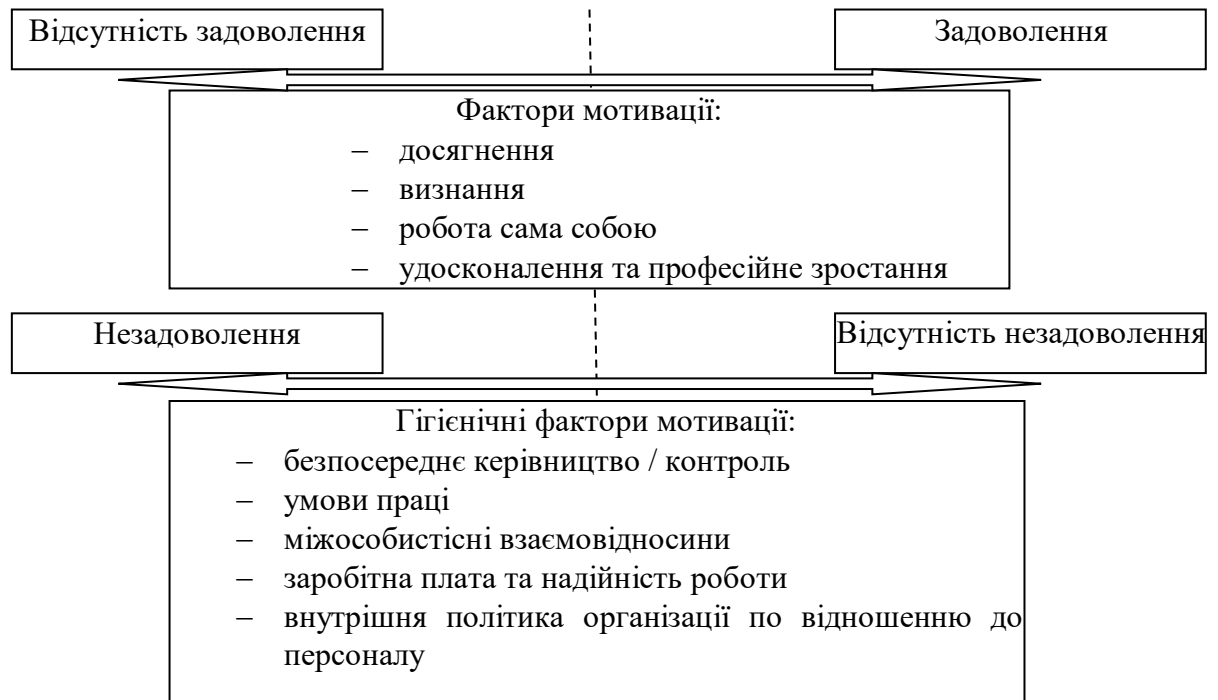 Відсутність задоволення
Задоволення
Фактори мотивації:
– досягнення
– визнання
– робота сама собою
– удосконалення та професійне зростання
Незадоволення
Відсутність незадоволення
Гігієнічні фактори мотивації:
– безпосереднє керівництво / контроль
– умови праці
– міжособистісні взаємовідносини
– заробітна плата та надійність роботи
– внутрішня політика організації по відношенню до
персоналу